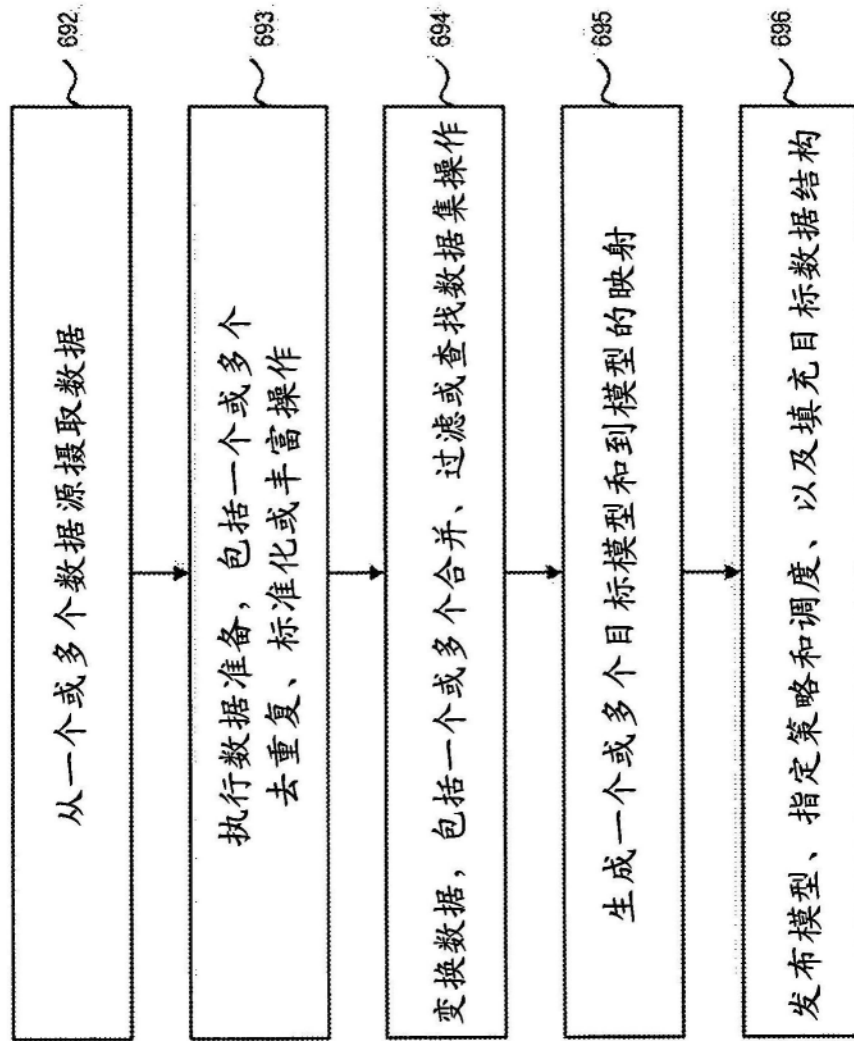 从一个或多个数据源摄取数据
692
执行数据准备，包括一个或多个
去重复、标准化或丰富操作
693
变换数据，包括一个或多个合并、过滤或查找数据集操作
694
生成一个或多个目标模型和到模型的映射
695
发布模型、指定策略和调度、以及填充目标数据结构
696